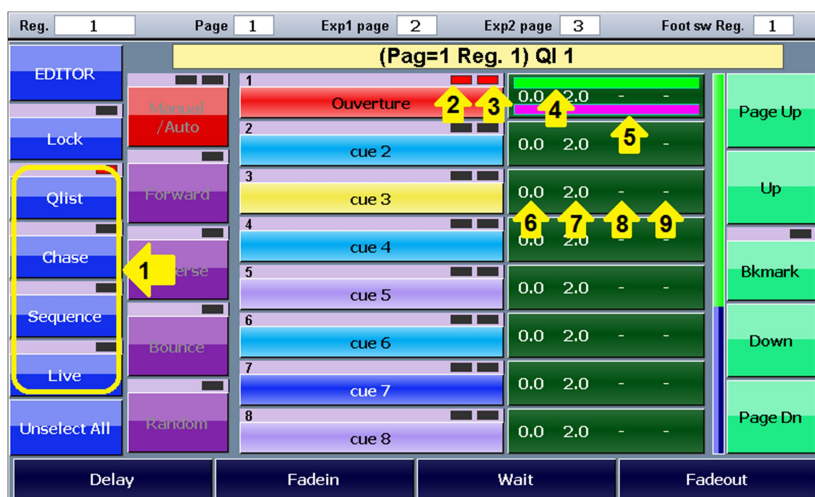 Reg. 1 Page 1 Exp1 page 2 Exp2 page 3 Foot sw Reg. 1
(Pag=1 Reg. 1) Ql 1
EDITOR
Lock
Qlist
Chase
Sequence
Live
Unselect All
1
Manual
/Auto
Forward
erse
Bounce
Random
1
Ouverture
2 3
0.0 2.0 - -
4
5
2
cue 2
0.0 2.0 - -
3
cue 3
0.0 2.0 - -
6 7 8 9
4
cue 4
0.0 2.0 - -
5
cue 5
0.0 2.0 - -
6
cue 6
0.0 2.0 - -
7
cue 7
0.0 2.0 - -
8
cue 8
0.0 2.0 - -
Page Up
Up
Bkmark
Down
Page Dn
Delay Fadein Wait Fadeout